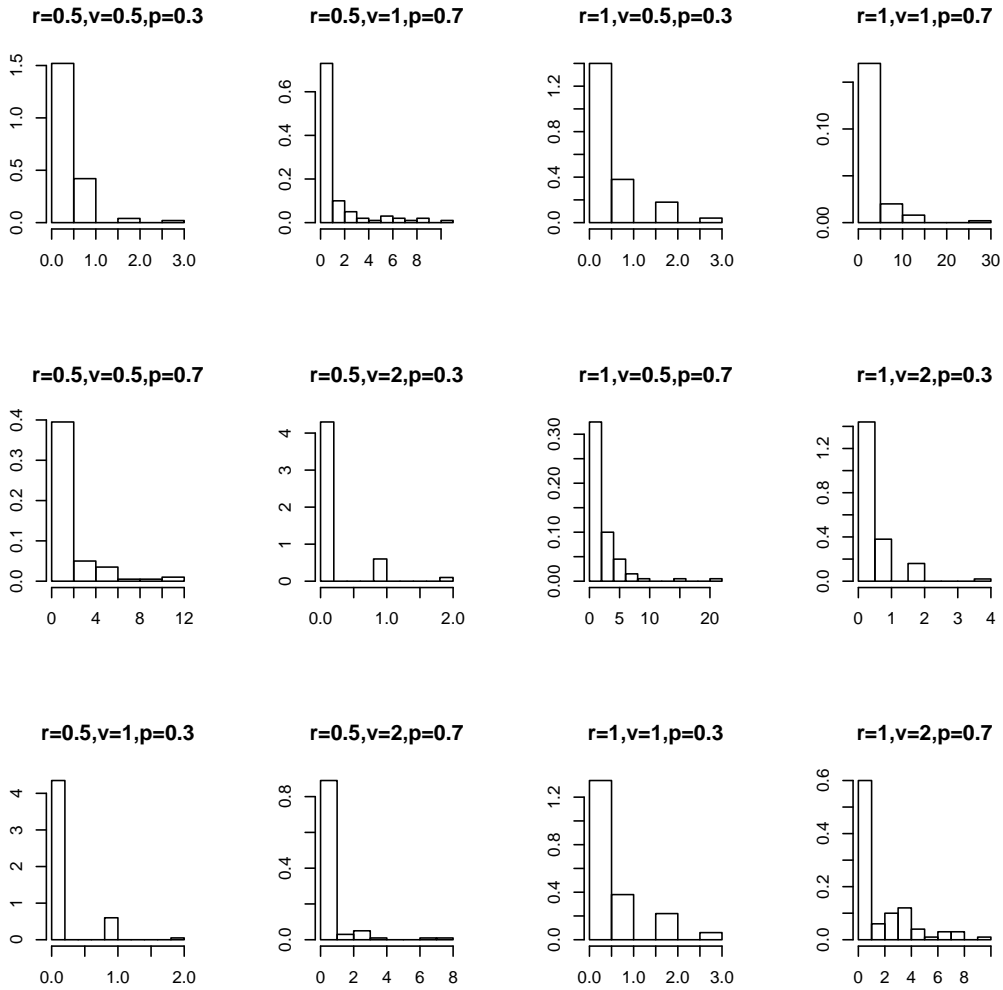 r=0.5,v=0.5,p=0.3
0.0 0.5 1.0 1.5
0.0 1.0 2.0 3.0
r=0.5,v=1,p=0.7
0.0 0.2 0.4 0.6
0 2 4 6 8
r=1,v=0.5,p=0.3
0.0 0.4 0.8 1.2
0.0 1.0 2.0 3.0
r=1,v=1,p=0.7
0.00 0.10
0 10 20 30
r=0.5,v=0.5,p=0.7
0.0 0.1 0.2 0.3 0.4
0 4 8 12
r=0.5,v=2,p=0.3
0 1 2 3 4
0.0 1.0 2.0
r=1,v=0.5,p=0.7
0.00 0.10 0.20 0.30
0 5 10 20
r=1,v=2,p=0.3
0.0 0.4 0.8 1.2
0 1 2 3 4
r=0.5,v=1,p=0.3
0 1 2 3 4
0.0 1.0 2.0
r=0.5,v=2,p=0.7
0.0 0.4 0.8
0 2 4 6 8
r=1,v=1,p=0.3
0.0 0.4 0.8 1.2
0.0 1.0 2.0 3.0
r=1,v=2,p=0.7
0.0 0.2 0.4 0.6
0 2 4 6 8